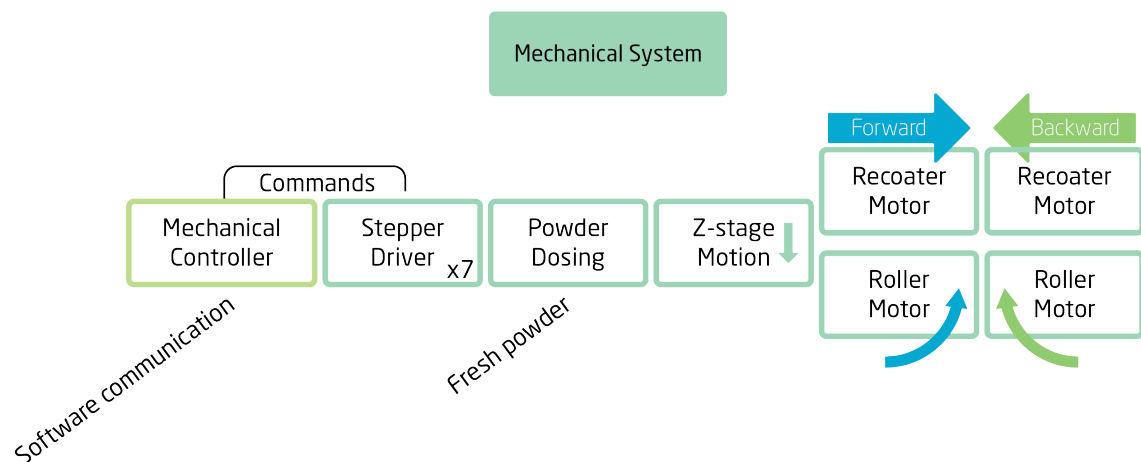 Mechanical System
Forward
Backward
Commands
Mechanical
Controller
Stepper
Driver
x7
Powder
Dosing
Z-stage
Motion
Recoater
Motor
Recoater
Motor
Roller
Motor
Roller
Motor
Software communication
Fresh powder